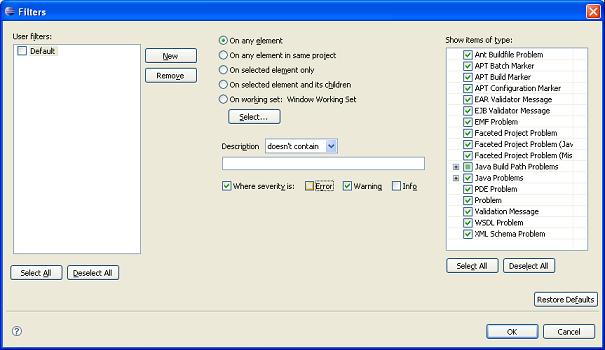 Filters
User filters:
Default
New
Remove
Select All
Deselect All
On any element
On any element in same project
On selected element only
On selected element and its children
On working set: Window Working Set
Select...
Description doesn't contain
Where severity is: Error Warning Info
Show items of type:
Ant Buildfile Problem
APT Batch Marker
APT Build Marker
APT Configuration Marker
EAR Validator Message
EJB Validator Message
EMF Problem
Faceted Project Problem
Faceted Project Problem (Jav
Faceted Project Problem (Mis
Java Build Path Problems
Java Problems
PDE Problem
Problem
Validation Message
WSDL Problem
XML Schema Problem
Select All
Deselect All
Restore Defaults
OK
Cancel